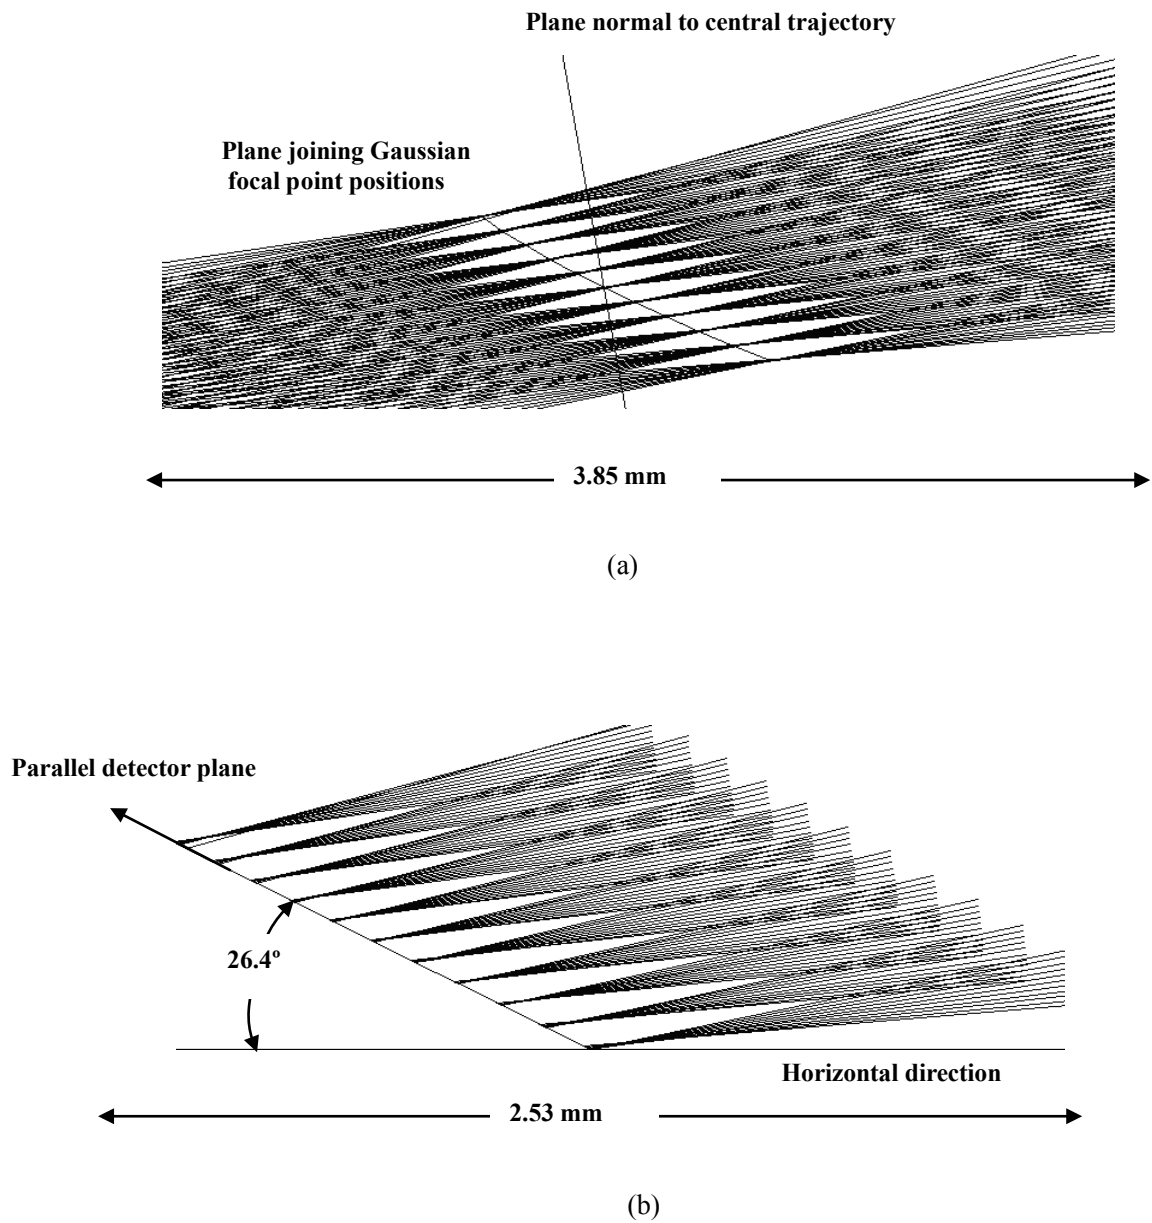 Plane normal to central trajectory
Plane joining Gaussian
focal point positions
3.85 mm
(a)
Parallel detector plane
26.4º
Horizontal direction
2.53 mm
(b)